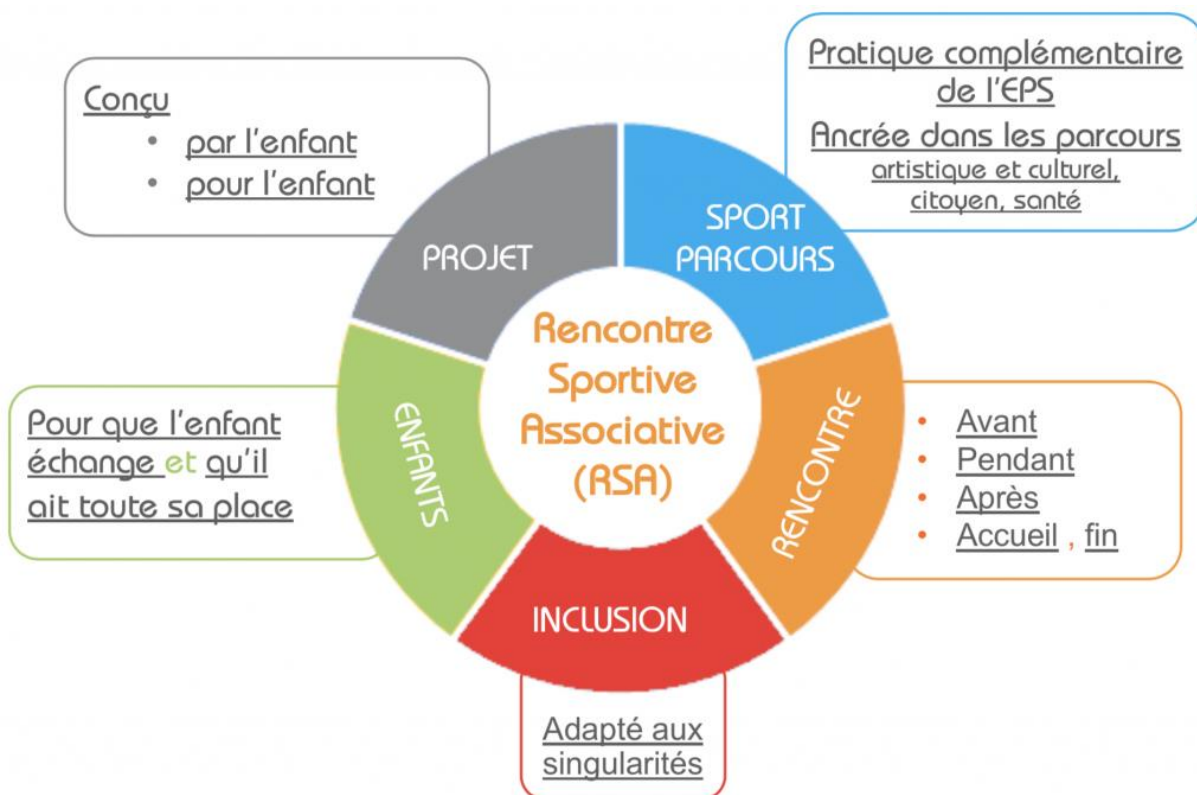 Conçu
• par l'enfant
• pour l'enfant
Pratique complémentaire
de l'EPS
Ancrée dans les parcours
artistique et culturel,
citoyen, santé
PROJET
SPORT
PARCOURS
Rencontre
Sportive
Associative
(RSA)
ENFANTS
RENCONTRE
INCLUSION
Pour que l'enfant
échange et qu'il
ait toute sa place
• Avant
• Pendant
• Après
• Accueil , fin
Adapté aux
singularités